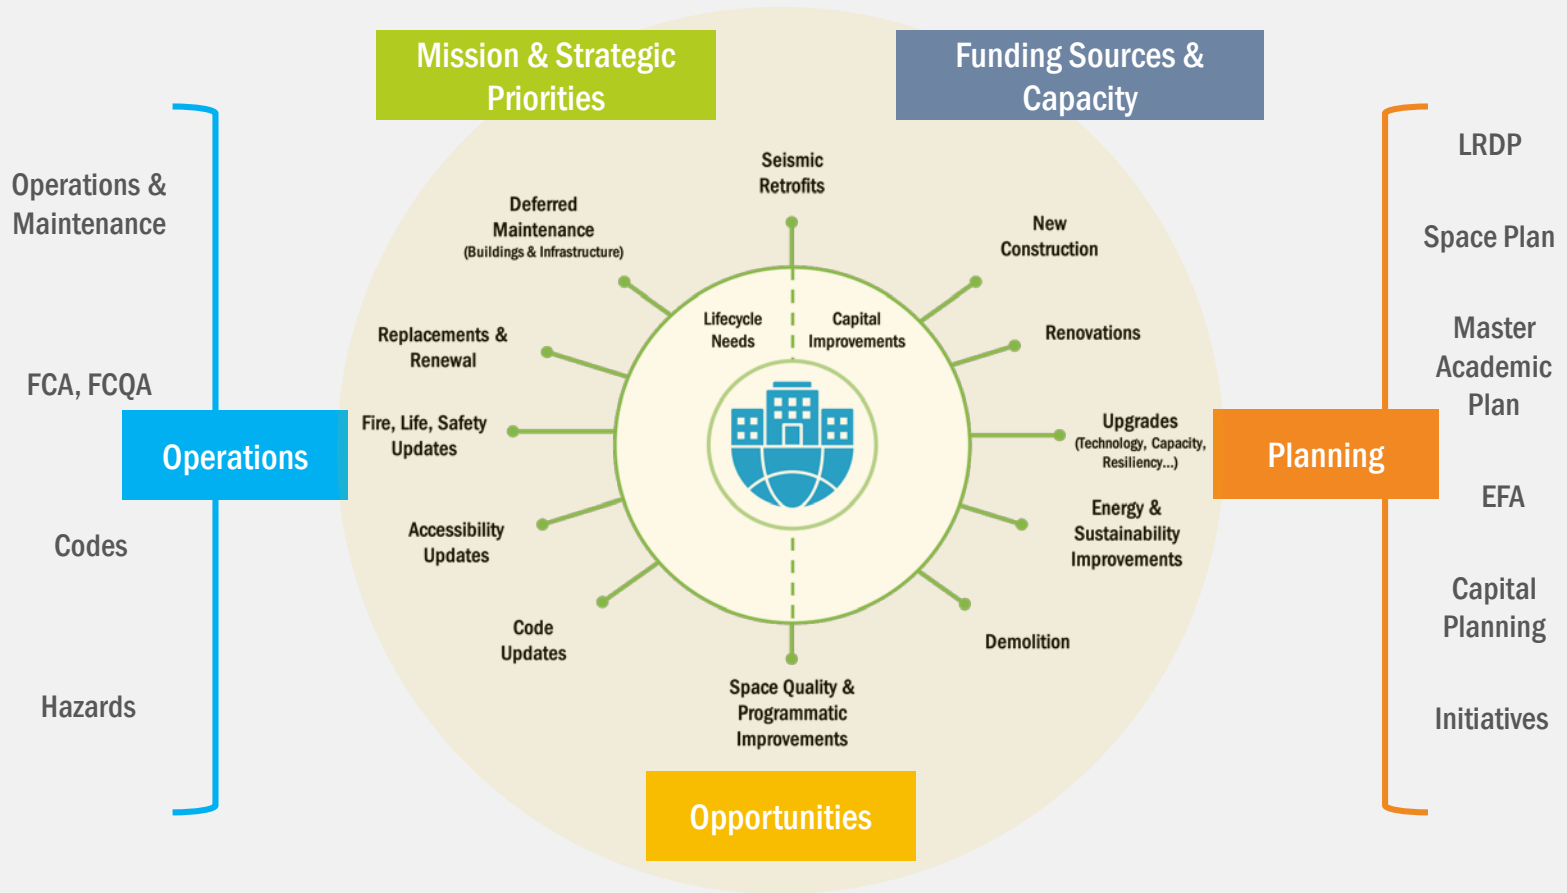 Mission & Strategic
Priorities
Funding Sources &
Capacity
Operations &
Maintenance
FCA, FCQA
Operations
Codes
Hazards
Seismic
Retrofits
Deferred
Maintenance
(Buildings & Infrastructure)
Replacements &
Renewal
Fire, Life, Safety
Updates
Accessibility
Updates
Code
Updates
Lifecycle
Needs
Capital
Improvements
New
Construction
Renovations
Upgrades
(Technology, Capacity,
Resiliency...)
Energy &
Sustainability
Improvements
Demolition
Space Quality &
Programmatic
Improvements
Opportunities
LRDP
Space Plan
Master
Academic
Plan
Planning
EFA
Capital
Planning
Initiatives